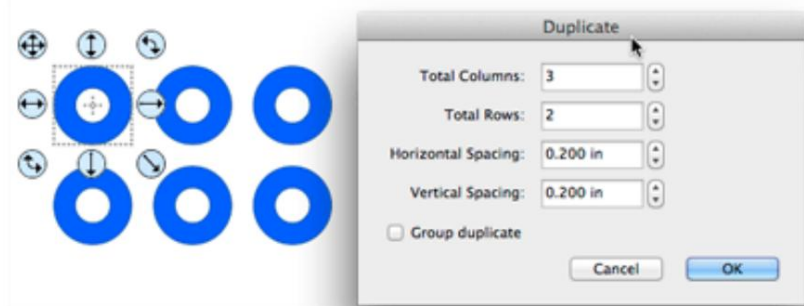 Duplicate
Total Columns: 3
Total Rows: 2
Horizontal Spacing: 0.200 in
Vertical Spacing: 0.200 in
Group duplicate
Cancel OK